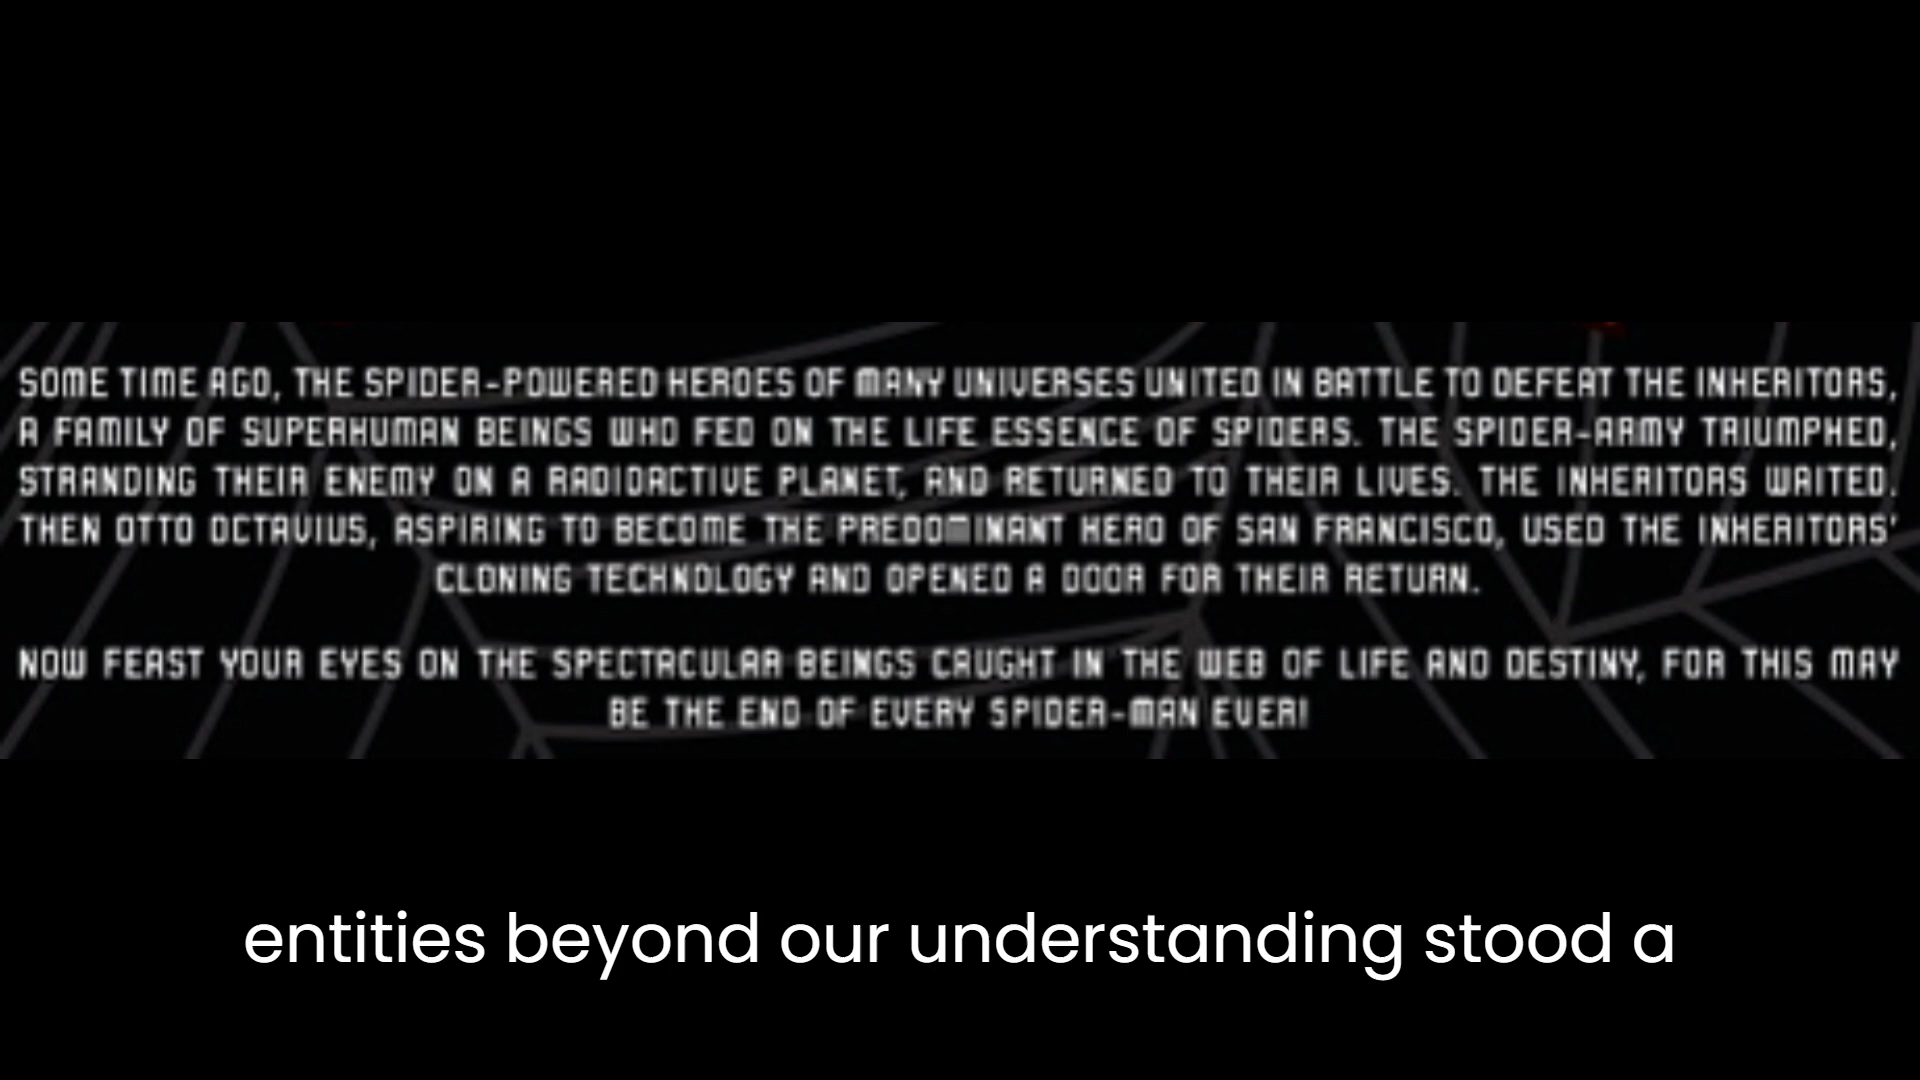 SOME TIME AGO, THE SPIDER-POWERED HEROES OF MANY UNIVERSES UNITED IN BATTLE TO DEFEAT THE INHERITORS,
A FAMILY OF SUPERHUMAN BEINGS WHO FED ON THE LIFE ESSENCE OF SPIDERS. THE SPIDER-ARMY TRIUMPHED,
STRANDING THEIR ENEMY ON A RADIOACTIVE PLANET, AND RETURNED TO THEIR LIVES. THE INHERITORS WAITED.
THEN OTTO OCTAVIUS, ASPIRING TO BECOME THE PREDOMINANT HERO OF SAN FRANCISCO, USED THE INHERITORS'
CLONING TECHNOLOGY AND OPENED A DOOR FOR THEIR RETURN.
NOW FEAST YOUR EYES ON THE SPECTACULAR BEINGS CAUGHT IN THE WEB OF LIFE AND DESTINY, FOR THIS MAY
BE THE END OF EVERY SPIDER-MAN EVER!
entities beyond our understanding stood a